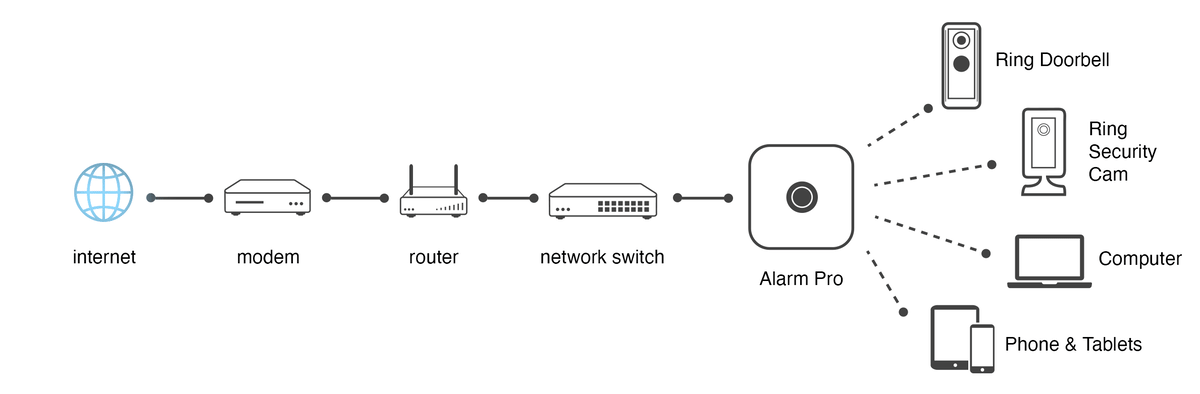 Ring Doorbell
Ring
Security
Cam
internet
modem
router
network switch
Alarm Pro
Computer
Phone & Tablets